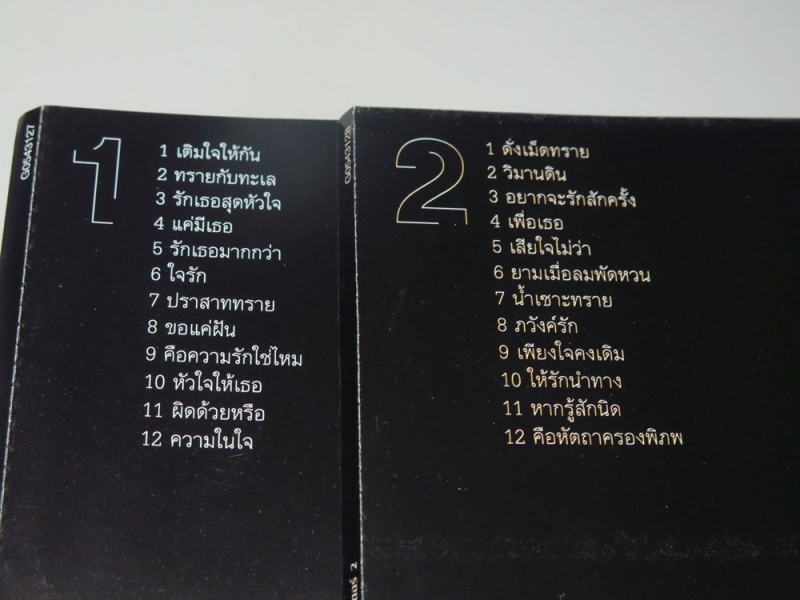 G0543127
1
1 เติมใจให้กัน
2 ทรายกับทะเล
3 รักเธอสุดหัวใจ
4 แค่มีเธอ
5 รักเธอมากกว่า
6 ใจรัก
7 ปราสาททราย
8 ขอแค่ฝัน
9 คือความรักใช่ไหม
10 หัวใจให้เธอ
11 ผิดด้วยหรือ
12 ความในใจ
G0543128
2
1 ดั่งเม็ดทราย
2 วิมานดิน
3 อยากจะรักสักครั้ง
4 เพื่อเธอ
5 เสียใจไม่ว่า
6 ยามเมื่อลมพัดหวน
7 น้ำเซาะทราย
8 ภวังค์รัก
9 เพียงใจคงเดิม
10 ให้รักนำทาง
11 หากรู้สักนิด
12 คือหัตถาครองพิภพ
2